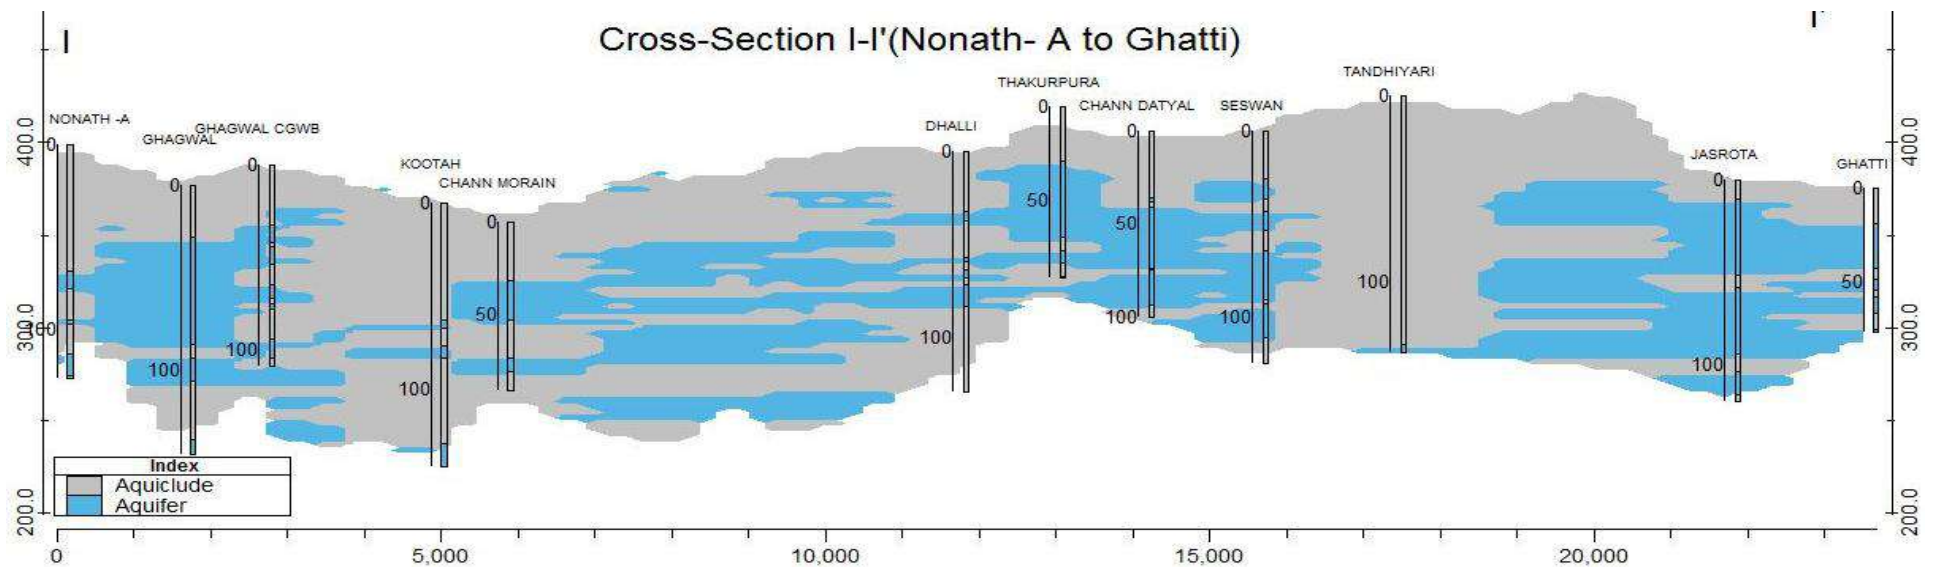 I
Cross-Section I-I'(Nonath- A to Ghatti)
I'
NONATH -A
GHAGWAL
GHAGWAL CGWB
KOOTAH
CHANN MORAIN
DHALLI
THAKURPURA
CHANN DATYAL
SESWAN
TANDHIYARI
JASROTA
GHATTI
400.0
300.0
200.0
400.0
300.0
200.0
0
100
0
100
0
100
0
100
0
50
0
100
0
50
0
50
100
0
100
0
100
0
100
0
50
Index
Aquiclude
Aquifer
0
5,000
10,000
15,000
20,000